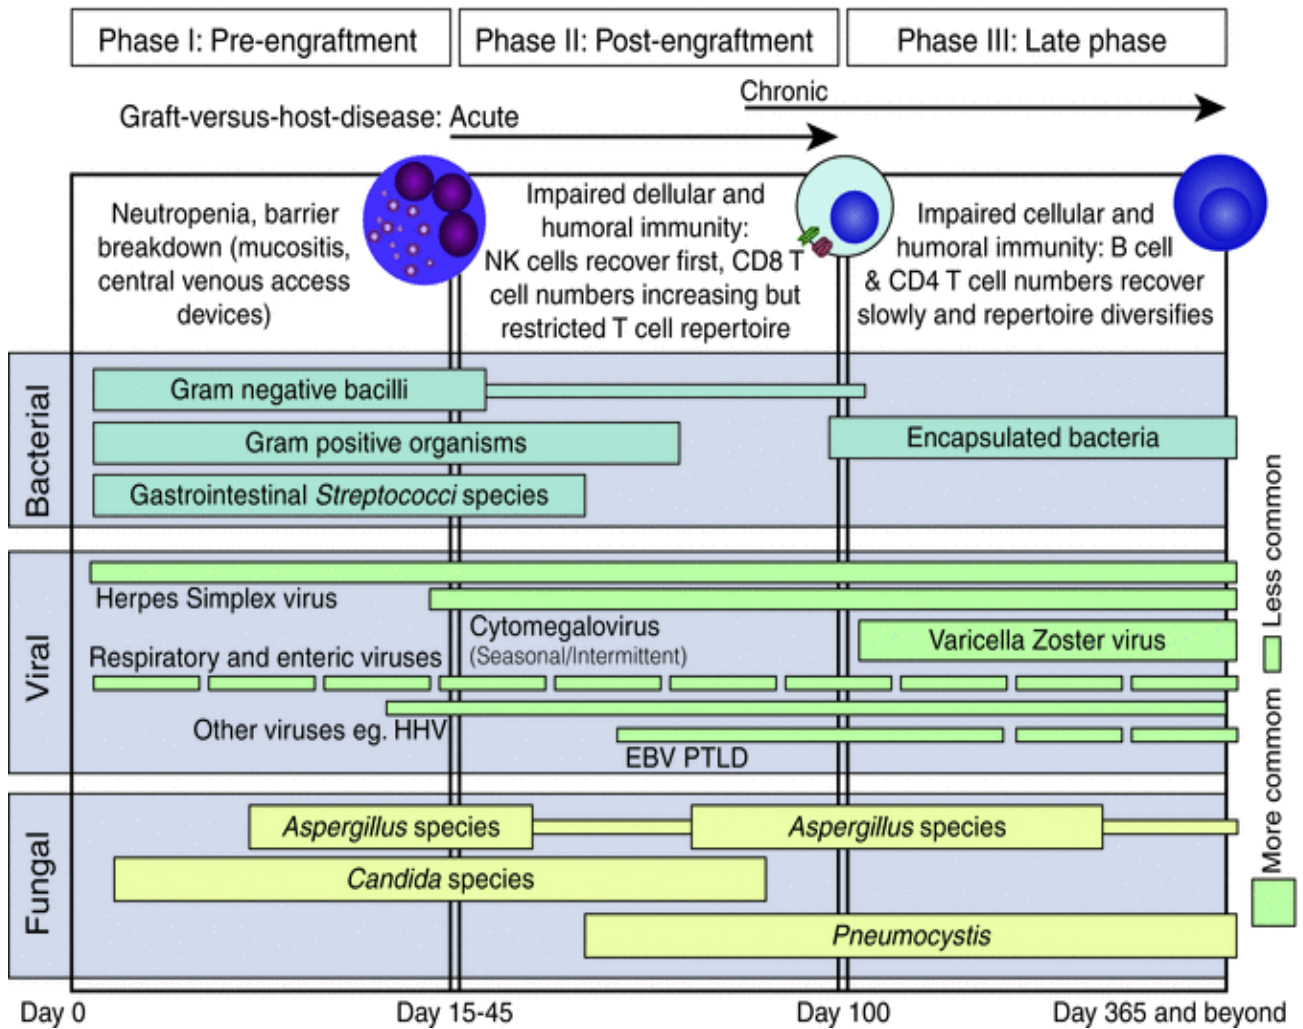 Phase I: Pre-engraftment
Phase II: Post-engraftment
Phase III: Late phase
Chronic
Graft-versus-host-disease: Acute
Neutropenia, barrier
breakdown (mucositis,
central venous access
devices)
Impaired dellular and
humoral immunity:
NK cells recover first, CD8 T
cell numbers increasing but
restricted T cell repertoire
Impaired cellular and
humoral immunity: B cell
& CD4 T cell numbers recover
slowly and repertoire diversifies
Bacterial
Gram negative bacilli
Gram positive organisms
Encapsulated bacteria
Gastrointestinal Streptococci species
Viral
Herpes Simplex virus
Cytomegalovirus
(Seasonal/Intermittent)
Varicella Zoster virus
Respiratory and enteric viruses
Other viruses eg. HHV
EBV PTLD
Fungal
Aspergillus species
Aspergillus species
Candida species
Pneumocystis
Less common
More commom
Day 0
Day 15-45
Day 100
Day 365 and beyond